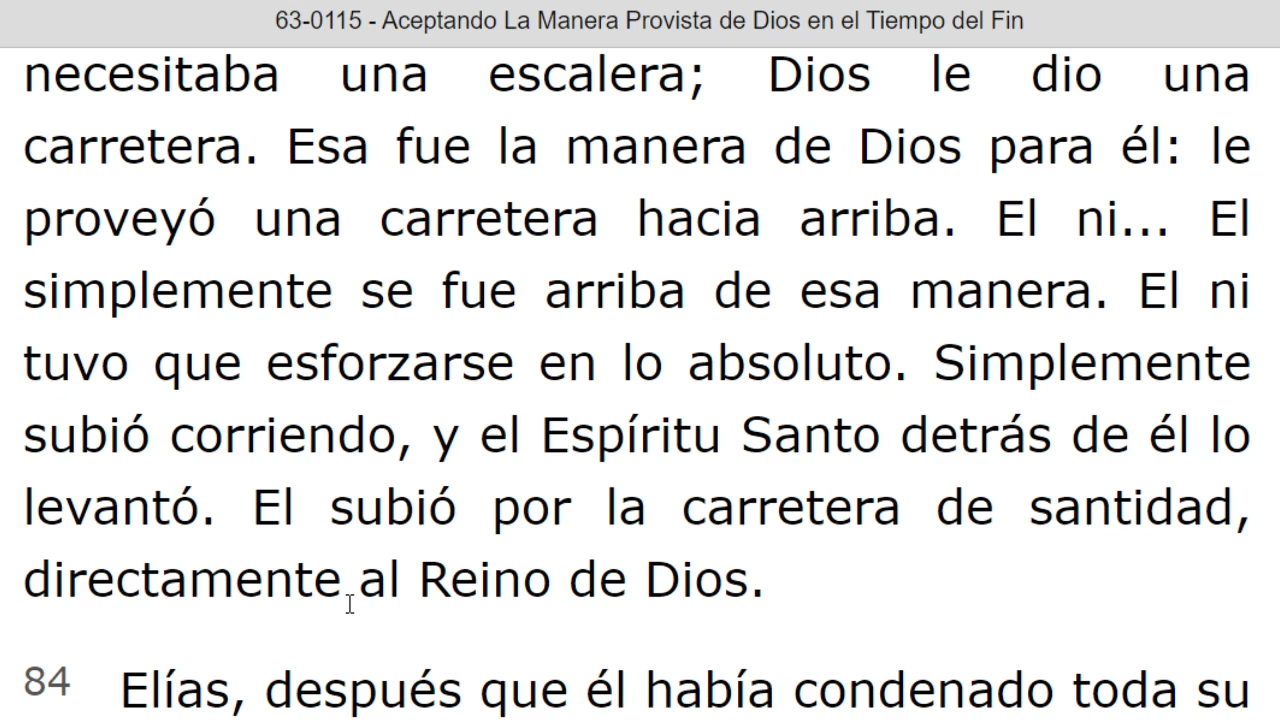 63-0115 - Aceptando La Manera Provista de Dios en el Tiempo del Fin
necesitaba una escalera; Dios le dio una
carretera. Esa fue la manera de Dios para él: le
proveyó una carretera hacia arriba. El ni... El
simplemente se fue arriba de esa manera. El ni
tuvo que esforzarse en lo absoluto. Simplemente
subió corriendo, y el Espíritu Santo detrás de él lo
levantó. El subió por la carretera de santidad,
directamente al Reino de Dios.
84 Elías, después que él había condenado toda su